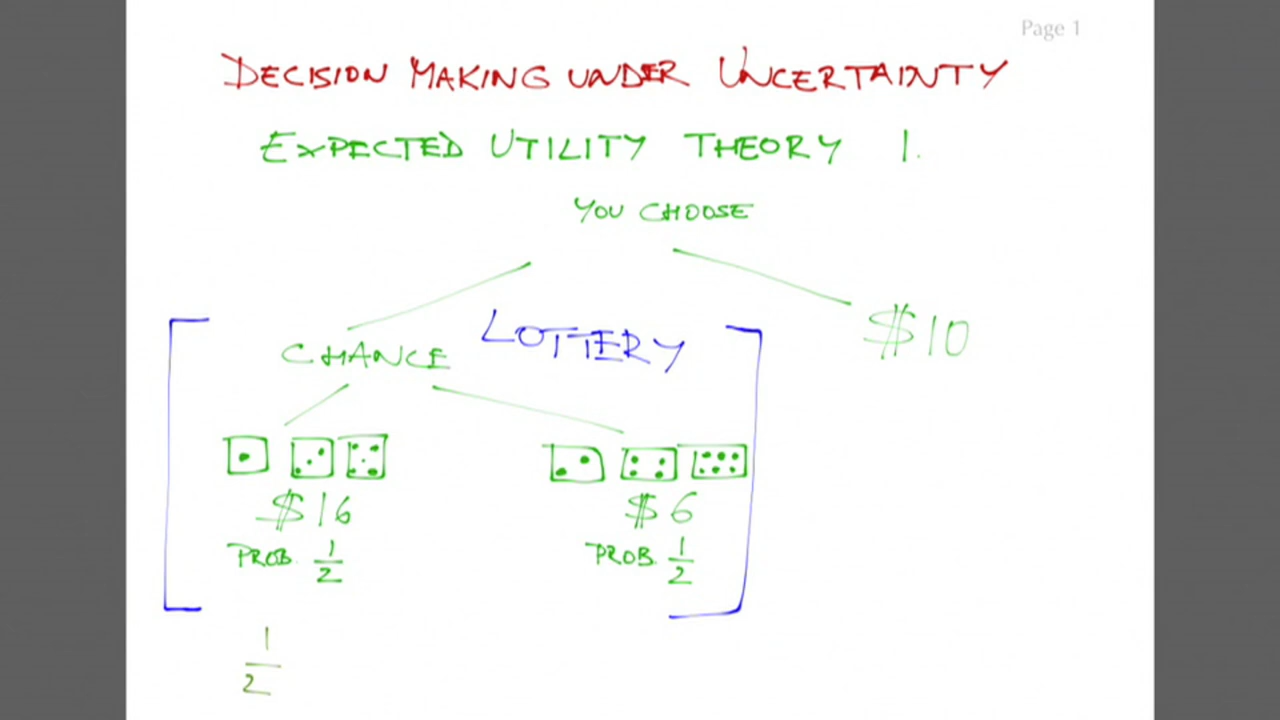 Page 1
DECISION MAKING UNDER UNCERTAINTY
EXPECTED UTILITY THEORY 1.
YOU CHOOSE
LOTTERY
$10
CHANCE
$16
$6
PROB. 1/2
PROB. 1/2
1/2